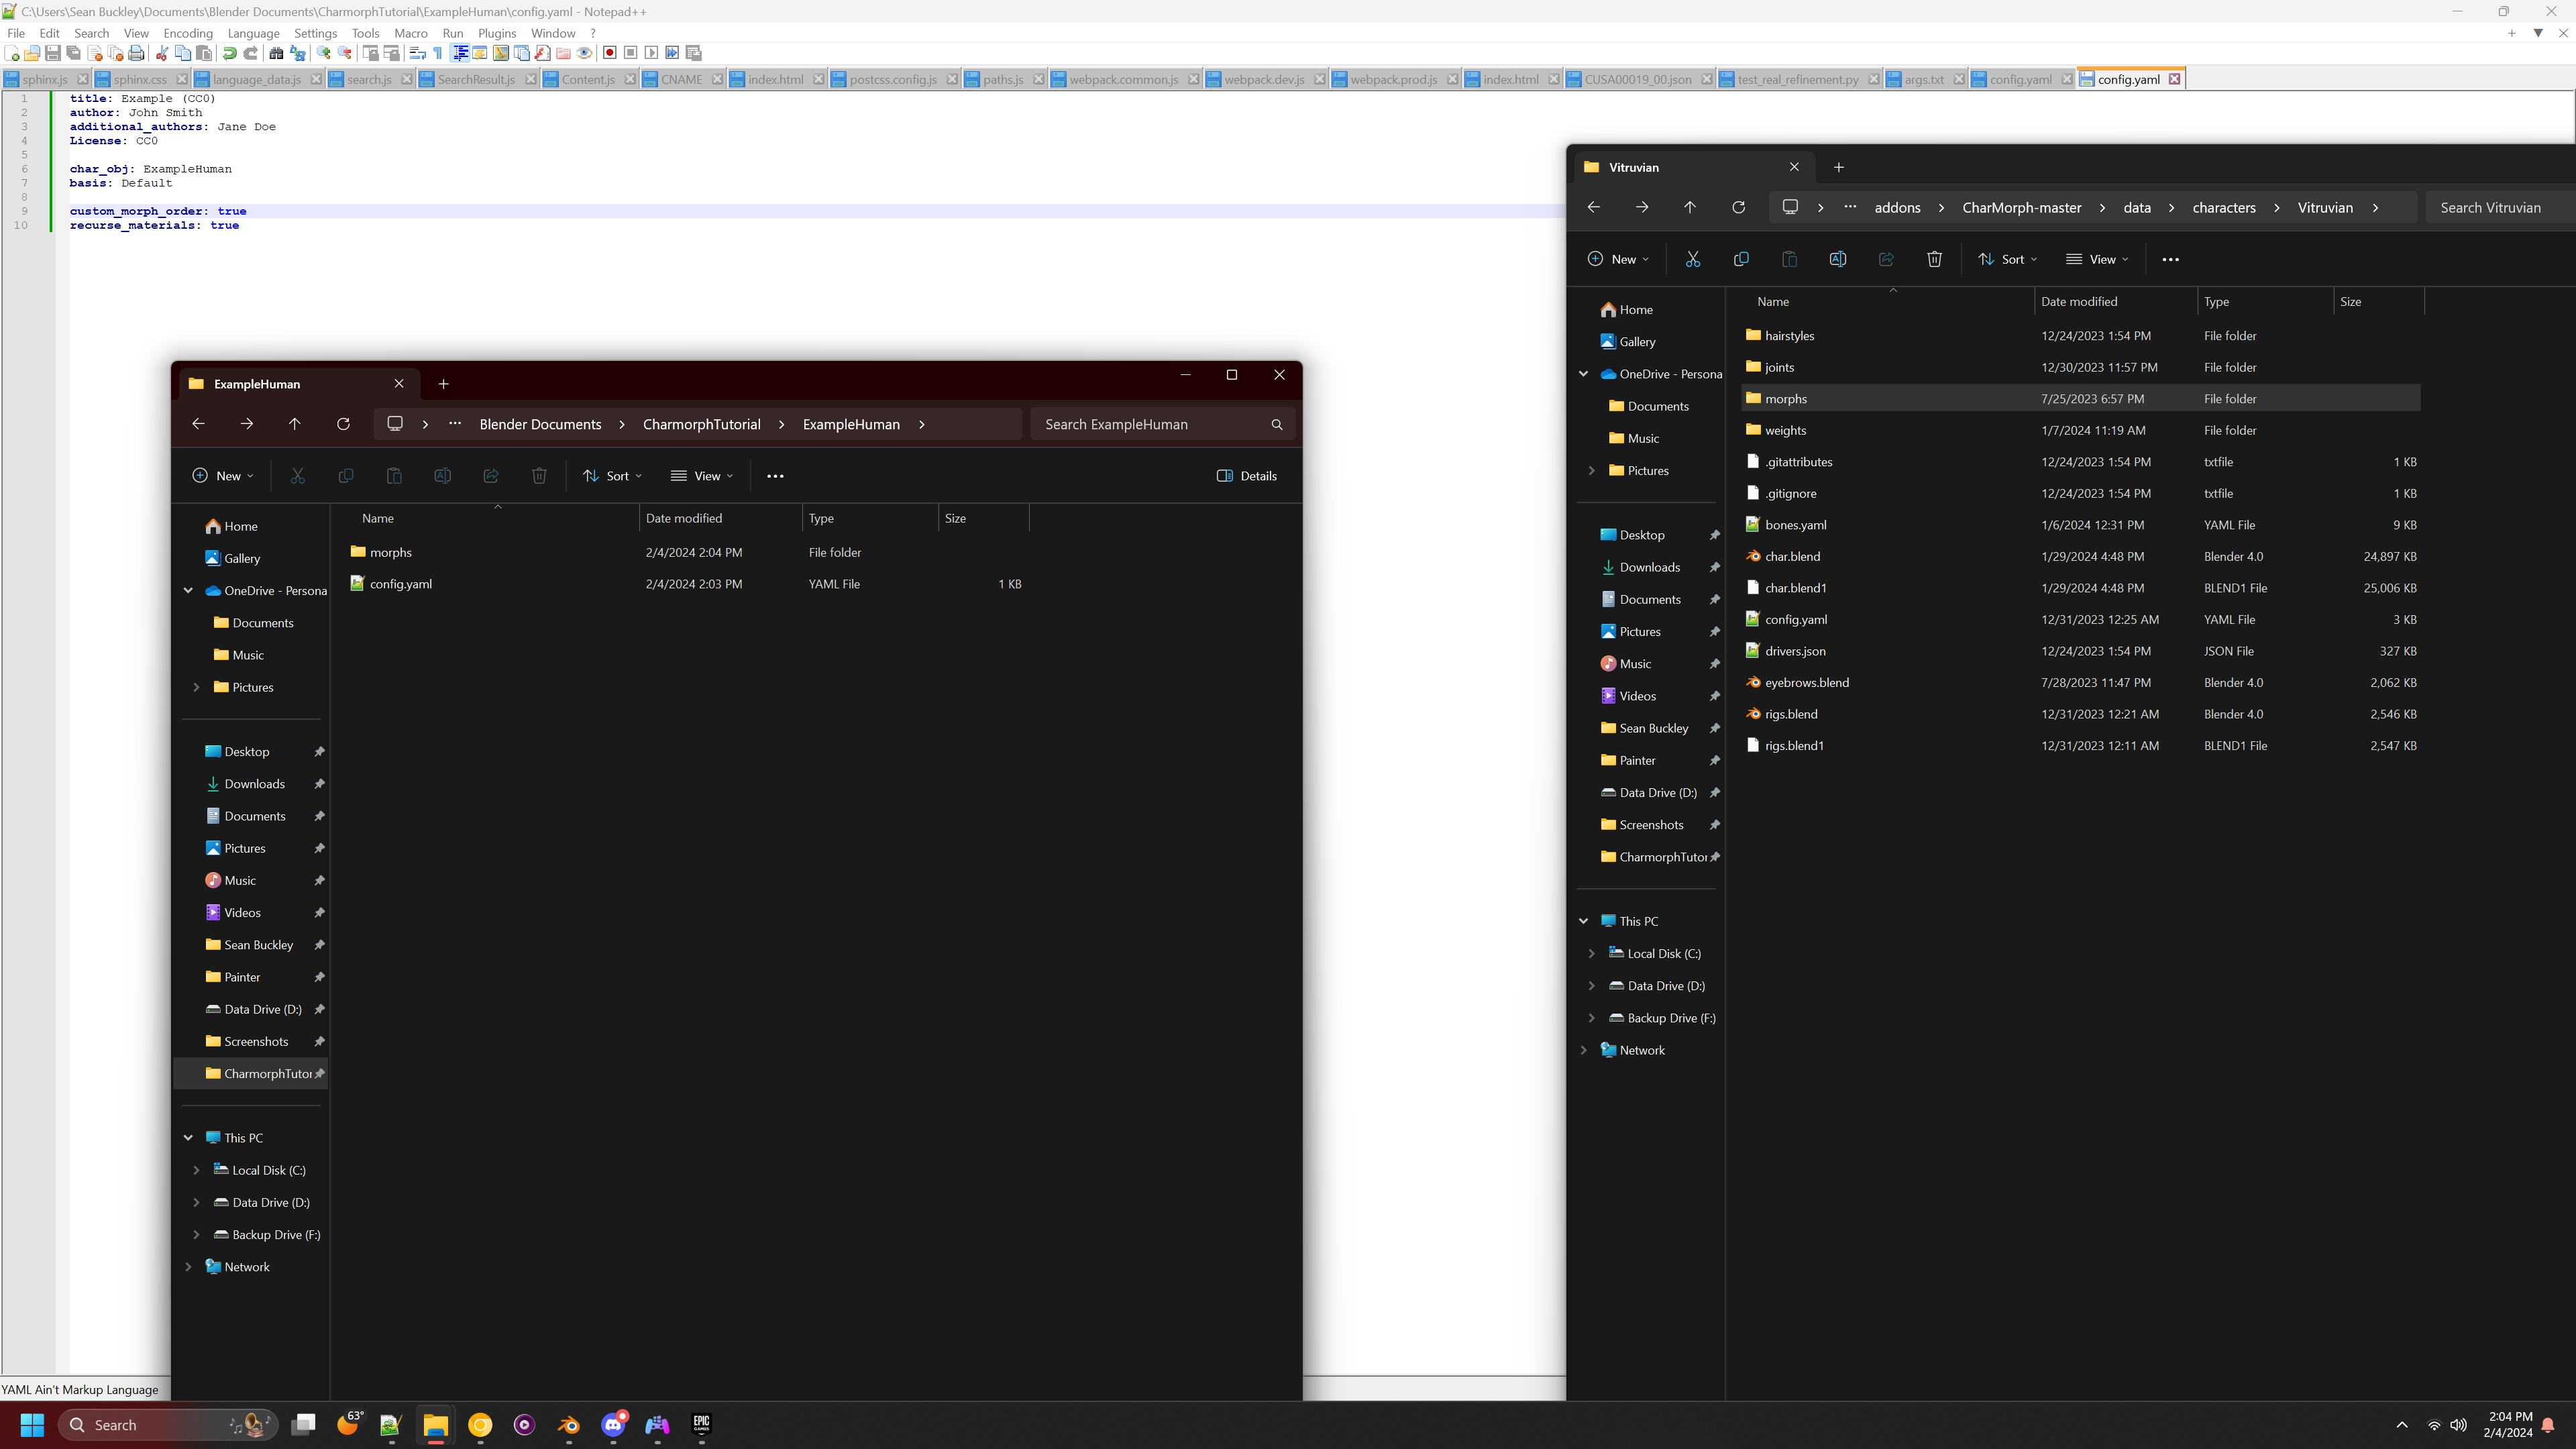 C:\Users\Sean Buckley\Documents\Blender Documents\CharmorphTutorial\ExampleHuman\config.yaml - Notepad++
File Edit Search View Encoding Language Settings Tools Macro Run Plugins Window ?
sphinx.js sphinx.css language_data.js search.js SearchResult.js Content.js CNAME index.html postcss.config.js paths.js webpack.common.js webpack.dev.js webpack.prod.js index.html CUSA00019_00.json test_real_refinement.py args.txt config.yaml config.yaml
1 title: Example (CC0)
2 author: John Smith
3 additional_authors: Jane Doe
4 License: CC0
5
6 char_obj: ExampleHuman
7 basis: Default
8
9 custom_morph_order: true
10 recurse_materials: true
YAML Ain't Markup Language
ExampleHuman
Blender Documents CharmorphTutorial ExampleHuman
Search ExampleHuman
New Sort View Details
Name Date modified Type Size
morphs 2/4/2024 2:04 PM File folder
config.yaml 2/4/2024 2:03 PM YAML File 1 KB
Home
Gallery
OneDrive - Persona
Documents
Music
Pictures
Desktop
Downloads
Documents
Pictures
Music
Videos
Sean Buckley
Painter
Data Drive (D:)
Screenshots
CharmorphTutor
This PC
Local Disk (C:)
Data Drive (D:)
Backup Drive (F:)
Network
Vitruvian
addons CharMorph-master data characters Vitruvian
Search Vitruvian
New Sort View
Name Date modified Type Size
hairstyles 12/24/2023 1:54 PM File folder
joints 12/30/2023 11:57 PM File folder
morphs 7/25/2023 6:57 PM File folder
weights 1/7/2024 11:19 AM File folder
.gitattributes 12/24/2023 1:54 PM txtfile 1 KB
.gitignore 12/24/2023 1:54 PM txtfile 1 KB
bones.yaml 1/6/2024 12:31 PM YAML File 9 KB
char.blend 1/29/2024 4:48 PM Blender 4.0 24,897 KB
char.blend1 1/29/2024 4:48 PM BLEND1 File 25,006 KB
config.yaml 12/31/2023 12:25 AM YAML File 3 KB
drivers.json 12/24/2023 1:54 PM JSON File 327 KB
eyebrows.blend 7/28/2023 11:47 PM Blender 4.0 2,062 KB
rigs.blend 12/31/2023 12:21 AM Blender 4.0 2,546 KB
rigs.blend1 12/31/2023 12:11 AM BLEND1 File 2,547 KB
Home
Gallery
OneDrive - Persona
Documents
Music
Pictures
Desktop
Downloads
Documents
Pictures
Music
Videos
Sean Buckley
Painter
Data Drive (D:)
Screenshots
CharmorphTutor
This PC
Local Disk (C:)
Data Drive (D:)
Backup Drive (F:)
Network
Search
63°
EPIC GAMES
2:04 PM
2/4/2024